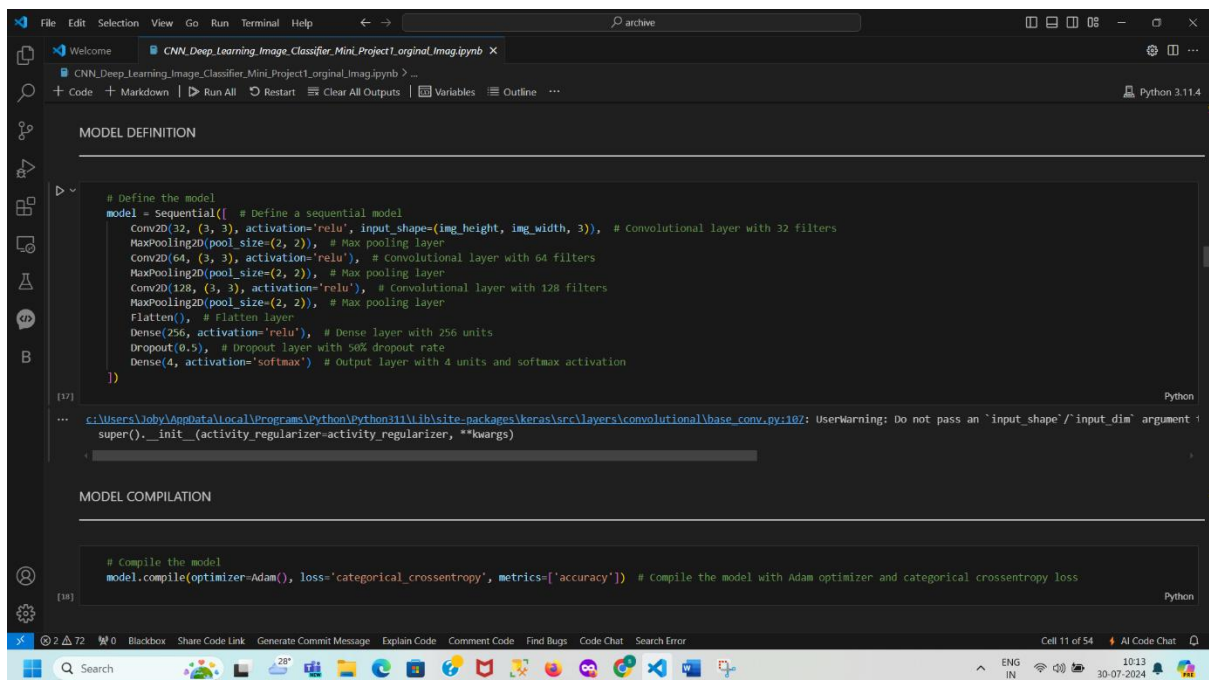 File Edit Selection View Go Run Terminal Help archive
Welcome CNN_Deep_Learning_Image_Classifier_Mini_Project1_orginal_Imag.ipynb
CNN_Deep_Learning_Image_Classifier_Mini_Project1_orginal_Imag.ipynb > ...
+ Code + Markdown | Run All Restart Clear All Outputs | Variables Outline ... Python 3.11.4
MODEL DEFINITION
# Define the model
model = Sequential([ # Define a sequential model
Conv2D(32, (3, 3), activation='relu', input_shape=(img_height, img_width, 3)), # Convolutional layer with 32 filters
MaxPooling2D(pool_size=(2, 2)), # Max pooling layer
Conv2D(64, (3, 3), activation='relu'), # Convolutional layer with 64 filters
MaxPooling2D(pool_size=(2, 2)), # Max pooling layer
Conv2D(128, (3, 3), activation='relu'), # Convolutional layer with 128 filters
MaxPooling2D(pool_size=(2, 2)), # Max pooling layer
Flatten(), # Flatten layer
Dense(256, activation='relu'), # Dense layer with 256 units
Dropout(0.5), # Dropout layer with 50% dropout rate
Dense(4, activation='softmax') # Output layer with 4 units and softmax activation
])
[17] Python
... c:\Users\Joby\AppData\Local\Programs\Python\Python311\Lib\site-packages\keras\src\layers\convolutional\base_conv.py:107: UserWarning: Do not pass an `input_shape`/`input_dim` argument
super().__init__(activity_regularizer=activity_regularizer, **kwargs)
MODEL COMPILATION
# Compile the model
model.compile(optimizer=Adam(), loss='categorical_crossentropy', metrics=['accuracy']) # Compile the model with Adam optimizer and categorical crossentropy loss
[18] Python
2 72 0 Blackbox Share Code Link Generate Commit Message Explain Code Comment Code Find Bugs Code Chat Search Error Cell 11 of 54 AI Code Chat
Search 28° ENG 10:13
IN 30-07-2024